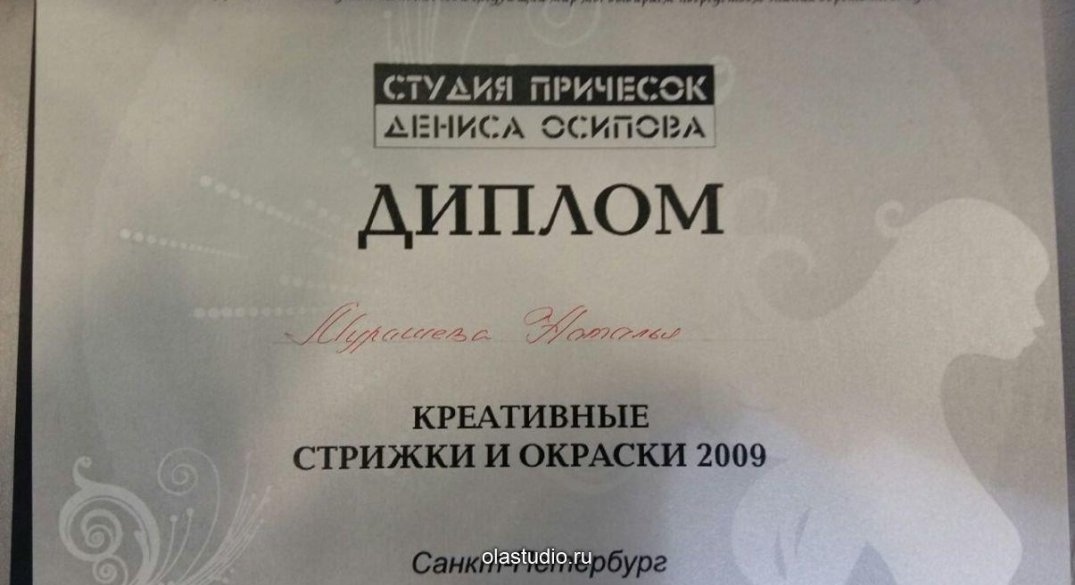 СТУДИЯ ПРИЧЕСОК
ДЕНИСА ОСИПОВА
ДИПЛОМ
Мурашева Наталья
КРЕАТИВНЫЕ
СТРИЖКИ И ОКРАСКИ 2009
Санкт-Петербург
olastudio.ru